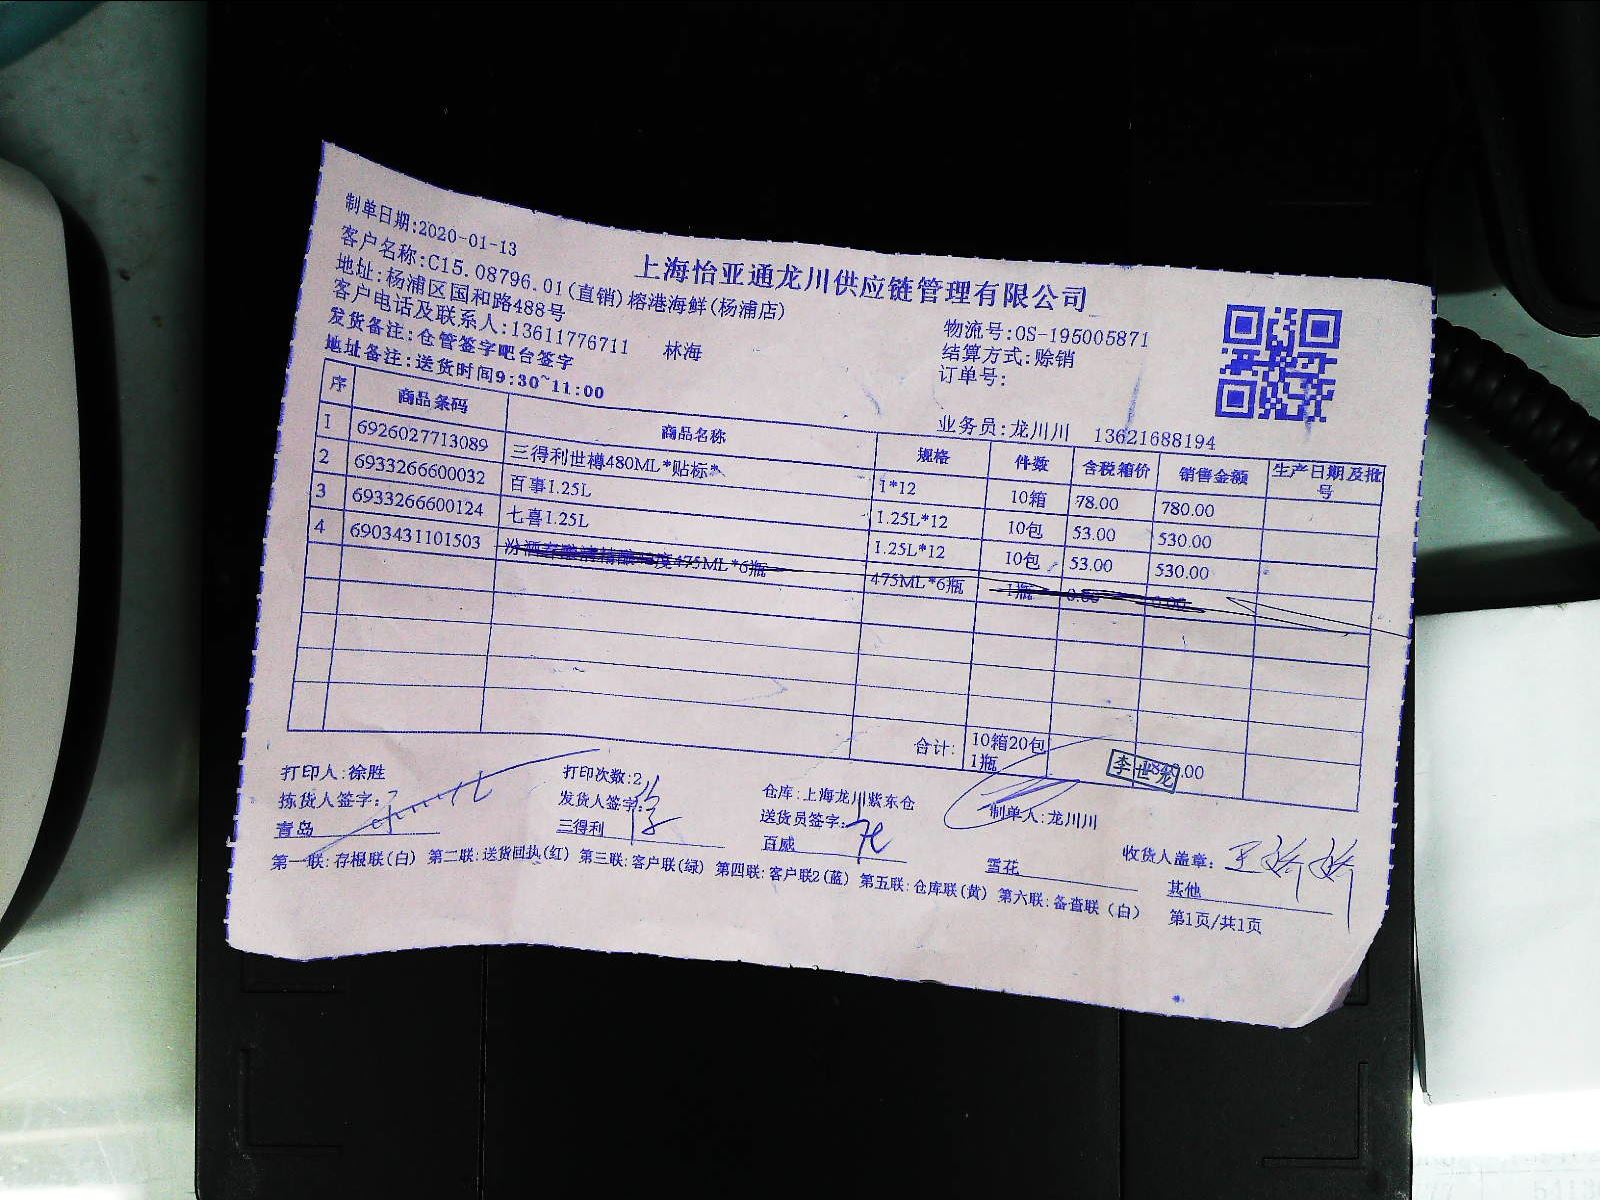 制单日期:2020-01-13
上海怡亚通龙川供应链管理有限公司
客户名称:C15.08796.01(直销)榕港海鲜(杨浦店)
地址:杨浦区国和路488号
客户电话及联系人:13611776711 林海
发货备注:仓管签字吧台签字
地址备注:送货时间9:30~11:00
物流号:OS-195005871
结算方式:赊销
订单号:
业务员:龙川川 13621688194
序 商品条码 商品名称 规格 件数 含税箱价 销售金额 生产日期及批号
1 6926027713089 三得利世樽480ML*贴标* 1*12 10箱 78.00 780.00
2 6933266600032 百事1.25L 1.25L*12 10包 53.00 530.00
3 6933266600124 七喜1.25L 1.25L*12 10包 53.00 530.00
4 6903431101503 475ML*6瓶 475ML*6瓶 1瓶 0.00 0.00
合计: 10箱20包1瓶 1840.00
李世龙
打印人:徐胜 打印次数:2 仓库:上海龙川紫东仓 制单人:龙川川
拣货人签字: 发货人签字: 送货员签字: 收货人盖章:
青岛 三得利 百威 雪花 其他
第一联:存根联(白) 第二联:送货回执(红) 第三联:客户联(绿) 第四联:客户联2(蓝) 第五联:仓库联(黄) 第六联:备查联(白) 第1页/共1页